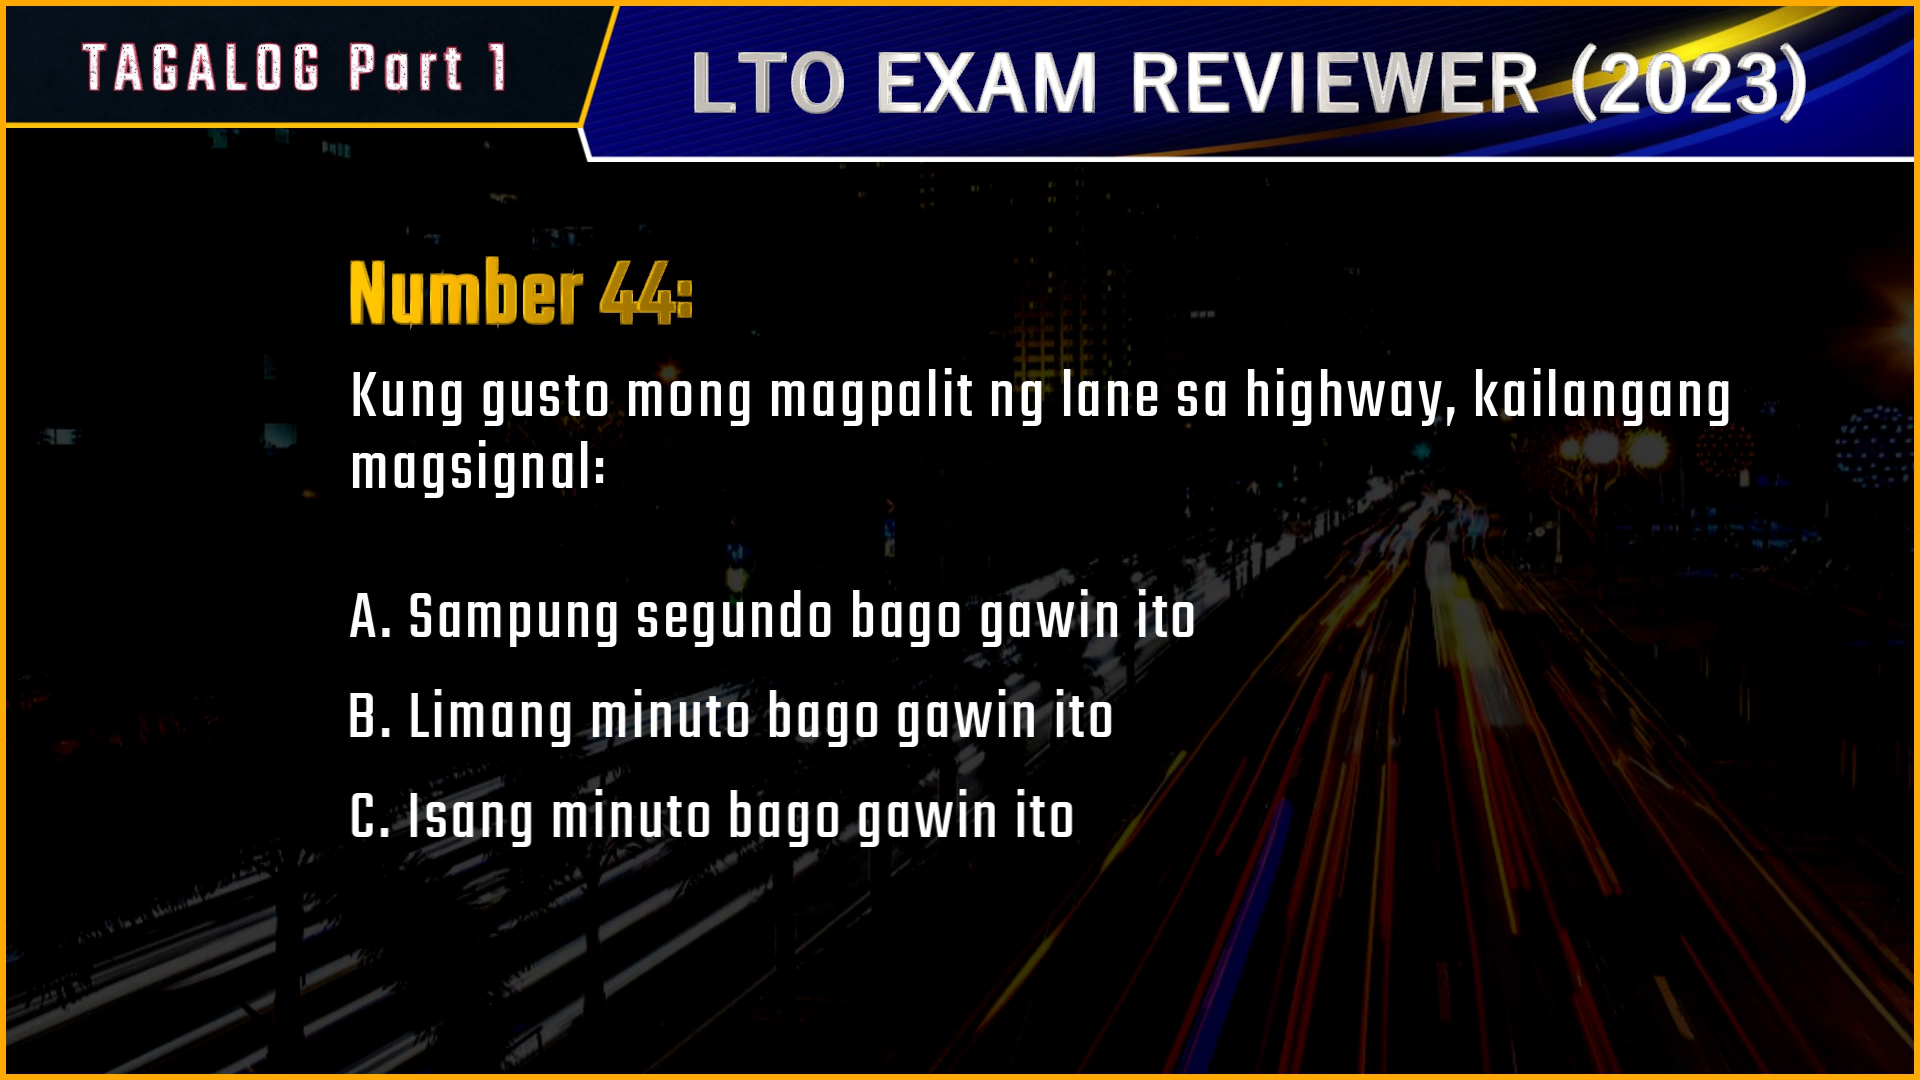 TAGALOG Part 1
LTO EXAM REVIEWER (2023)
Number 44:
Kung gusto mong magpalit ng lane sa highway, kailangang
magsignal:
A. Sampung segundo bago gawin ito
B. Limang minuto bago gawin ito
C. Isang minuto bago gawin ito